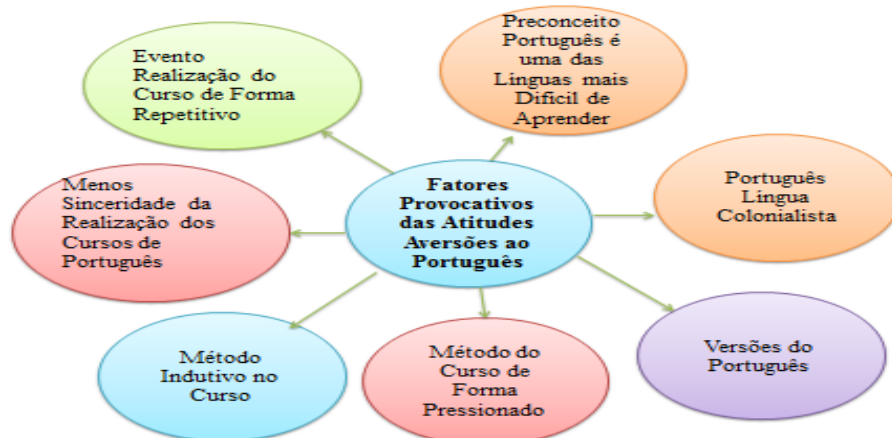 Evento
Realização do
Curso de Forma
Repetitivo
Preconceito
Português é
uma das
Línguas mais
Difícil de
Aprender
Menos
Sinceridade da
Realização dos
Cursos de
Português
Fatores
Provocativos
das Atitudes
Aversões ao
Português
Português
Língua
Colonialista
Método
Indutivo no
Curso
Método do
Curso de
Forma
Pressionado
Versões do
Português